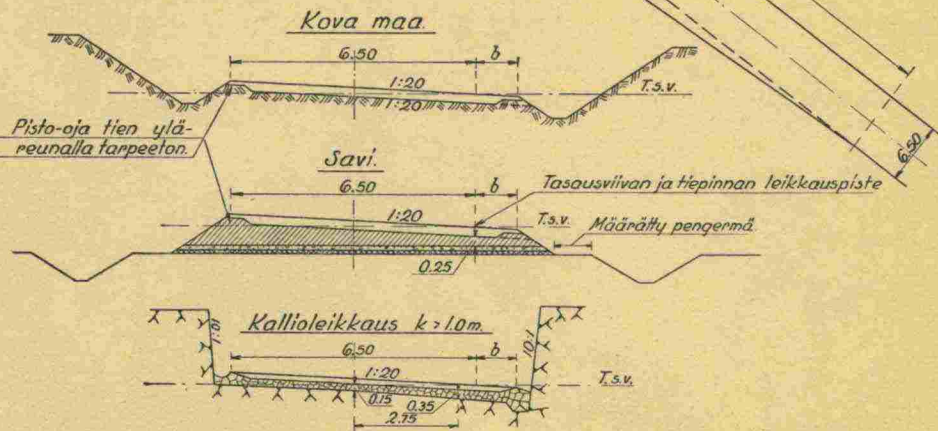 Kova maa.
6.50 b
1:20 T.s.v.
1:20
Pisto-oja tien ylä-
reunalla tarpeeton.
6.50
Savi.
6.50 b
Tasausviivan ja tiepinnan leikkauspiste
1:20 T.s.v.
Määrätty pengermä
0.25
Kallioleikkaus k > 1.0 m.
1:01
10:1
6.50 b
1:20 T.s.v.
0.15 0.35
2.75